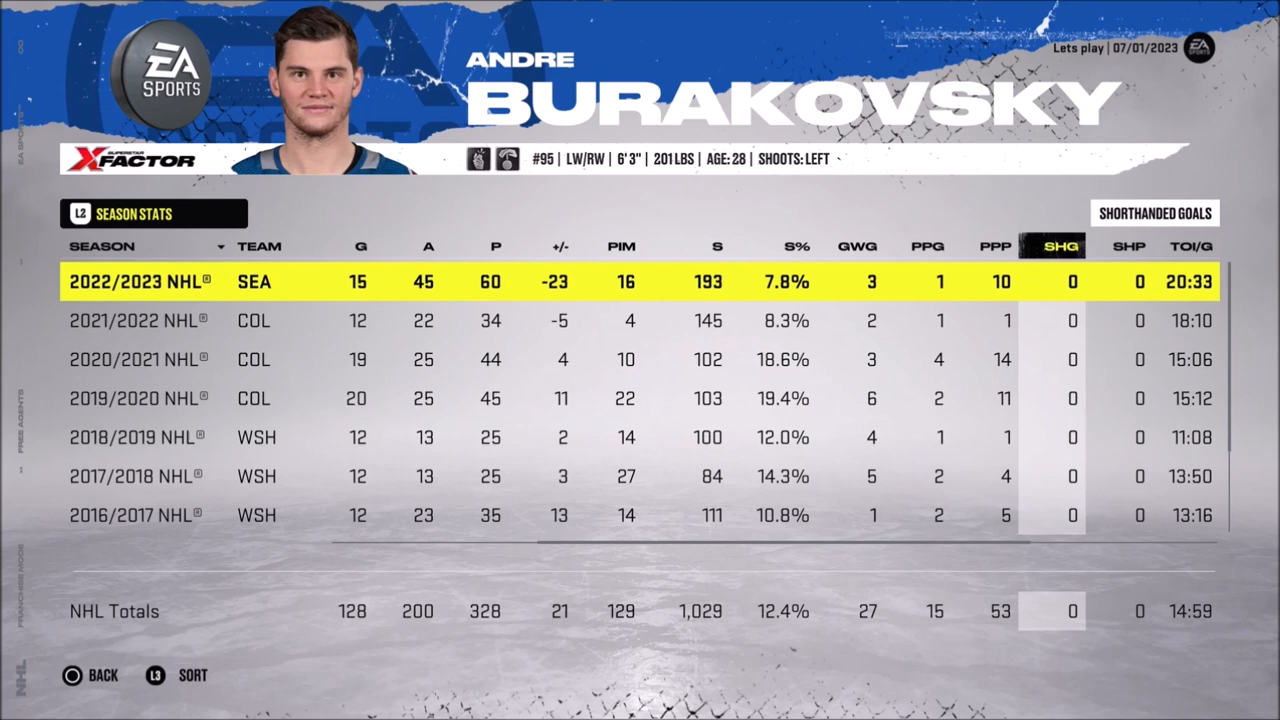 EA
SPORTS
ANDRE
BURAKOVSKY
Lets play | 07/01/2023
SUPERSTAR
X FACTOR
#95 | LW/RW | 6' 3" | 201 LBS | AGE: 28 | SHOOTS: LEFT
L2 SEASON STATS
SHORTHANDED GOALS
SEASON TEAM G A P +/- PIM S S% GWG PPG PPP SHG SHP TOI/G
2022/2023 NHL® SEA 15 45 60 -23 16 193 7.8% 3 1 10 0 0 20:33
2021/2022 NHL® COL 12 22 34 -5 4 145 8.3% 2 1 1 0 0 18:10
2020/2021 NHL® COL 19 25 44 4 10 102 18.6% 3 4 14 0 0 15:06
2019/2020 NHL® COL 20 25 45 11 22 103 19.4% 6 2 11 0 0 15:12
2018/2019 NHL® WSH 12 13 25 2 14 100 12.0% 4 1 1 0 0 11:08
2017/2018 NHL® WSH 12 13 25 3 27 84 14.3% 5 2 4 0 0 13:50
2016/2017 NHL® WSH 12 23 35 13 14 111 10.8% 1 2 5 0 0 13:16
NHL Totals 128 200 328 21 129 1,029 12.4% 27 15 53 0 0 14:59
BACK L3 SORT
NHL FRANCHISE MODE FREE AGENTS EA SPORTS